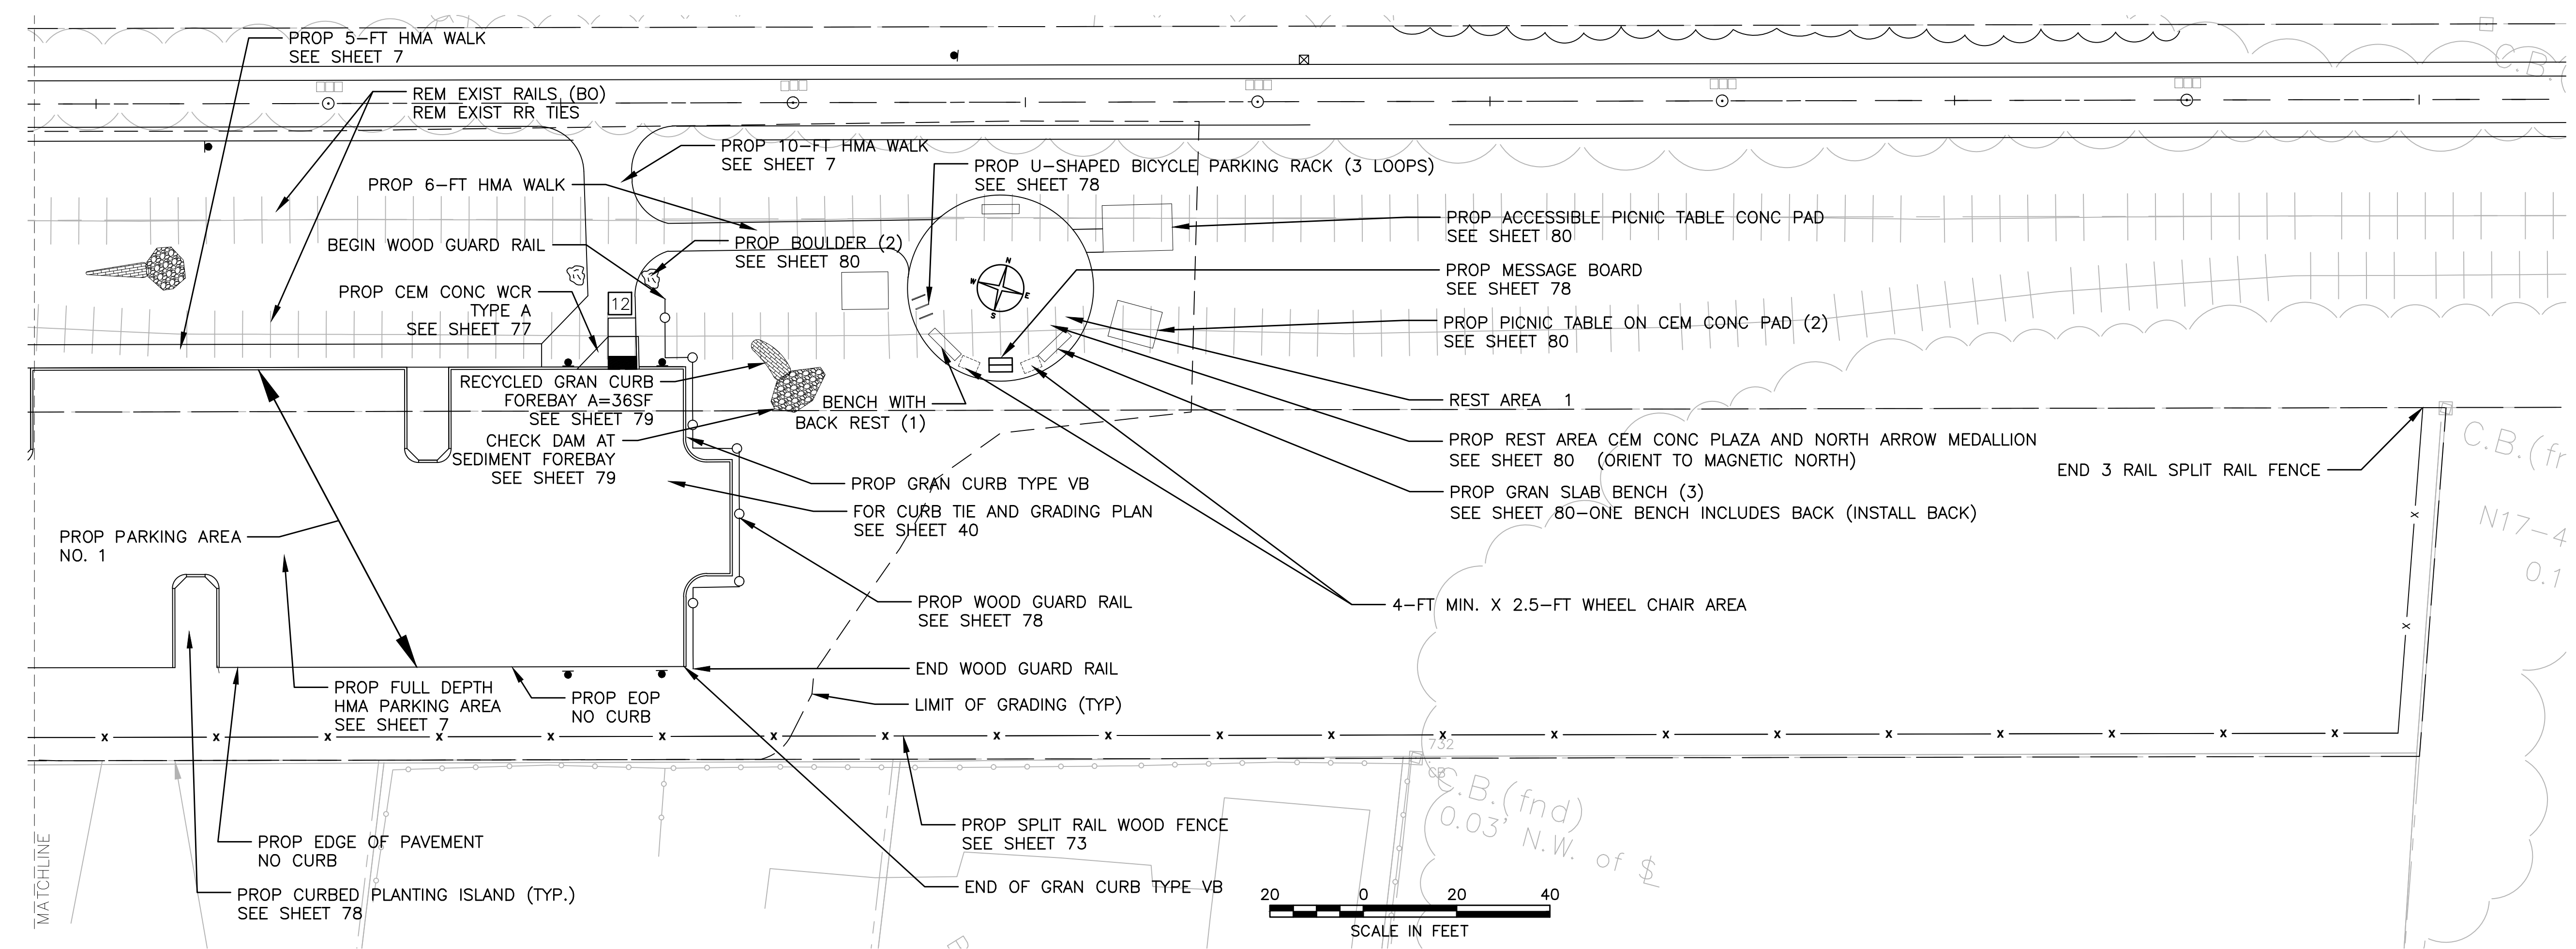 PROP 5-FT HMA WALK
SEE SHEET 7
REM EXIST RAILS (BO)
REM EXIST RR TIES
PROP 10-FT HMA WALK
SEE SHEET 7
PROP U-SHAPED BICYCLE PARKING RACK (3 LOOPS)
SEE SHEET 78
PROP 6-FT HMA WALK
BEGIN WOOD GUARD RAIL
PROP BOULDER (2)
SEE SHEET 80
PROP CEM CONC WCR
TYPE A
SEE SHEET 77
12
N
W
E
S
PROP ACCESSIBLE PICNIC TABLE CONC PAD
SEE SHEET 80
PROP MESSAGE BOARD
SEE SHEET 78
PROP PICNIC TABLE ON CEM CONC PAD (2)
SEE SHEET 80
RECYCLED GRAN CURB
FOREBAY A=36SF
SEE SHEET 79
BENCH WITH
BACK REST (1)
CHECK DAM AT
SEDIMENT FOREBAY
SEE SHEET 79
REST AREA 1
PROP REST AREA CEM CONC PLAZA AND NORTH ARROW MEDALLION
SEE SHEET 80 (ORIENT TO MAGNETIC NORTH)
PROP GRAN SLAB BENCH (3)
SEE SHEET 80-ONE BENCH INCLUDES BACK (INSTALL BACK)
END 3 RAIL SPLIT RAIL FENCE
PROP GRAN CURB TYPE VB
FOR CURB TIE AND GRADING PLAN
SEE SHEET 40
PROP PARKING AREA
NO. 1
PROP WOOD GUARD RAIL
SEE SHEET 78
4-FT MIN. X 2.5-FT WHEEL CHAIR AREA
END WOOD GUARD RAIL
LIMIT OF GRADING (TYP)
PROP FULL DEPTH
HMA PARKING AREA
SEE SHEET 7
PROP EOP
NO CURB
X
X
X X X X X X X X X X X X X X X X X X X X X
732
CB
C.B.(fnd)
0.03' N.W. of
C.B.
C.B.(fn
N17-4
0.1
PROP EDGE OF PAVEMENT
NO CURB
PROP SPLIT RAIL WOOD FENCE
SEE SHEET 73
PROP CURBED PLANTING ISLAND (TYP.)
SEE SHEET 78
END OF GRAN CURB TYPE VB
MATCHLINE
20 0 20 40
SCALE IN FEET